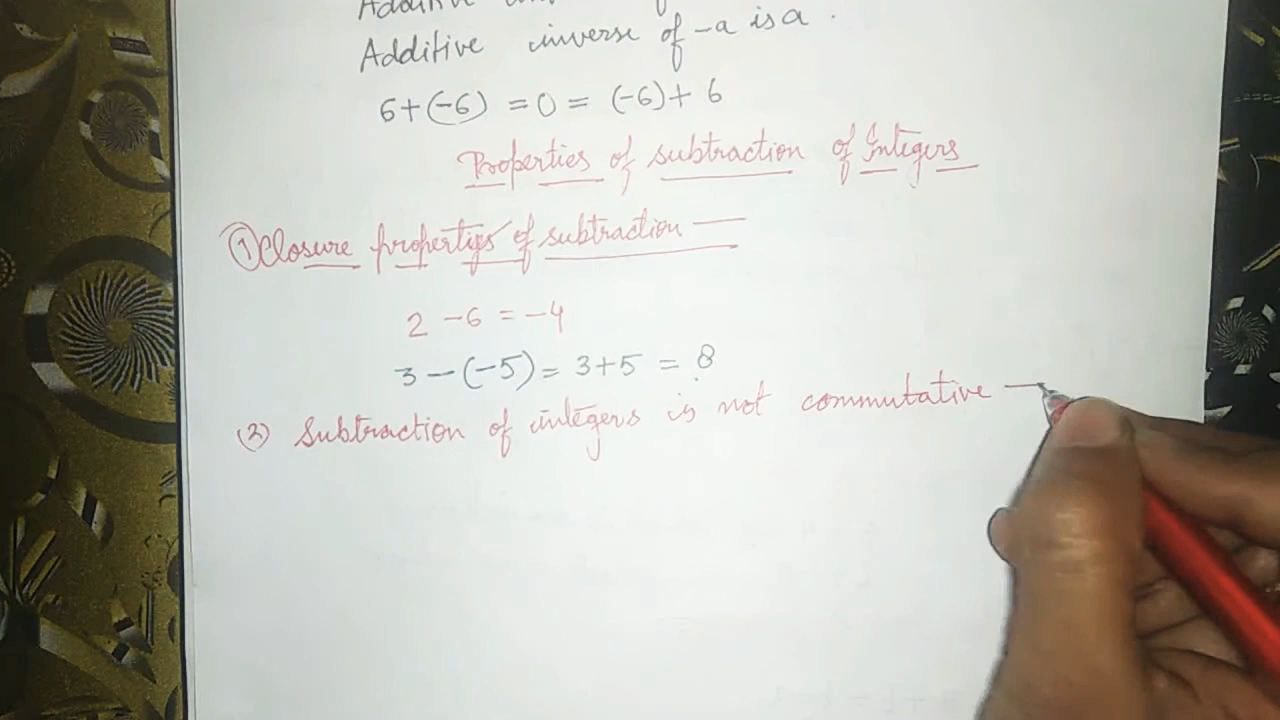 Additive
Additive inverse of -a is a.
6+(-6) = 0 = (-6)+ 6
Properties of subtraction of Integers
① Closure properties of subtraction —
2 - 6 = -4
3 - (-5) = 3+5 = 8
(2) Subtraction of integers is not commutative —